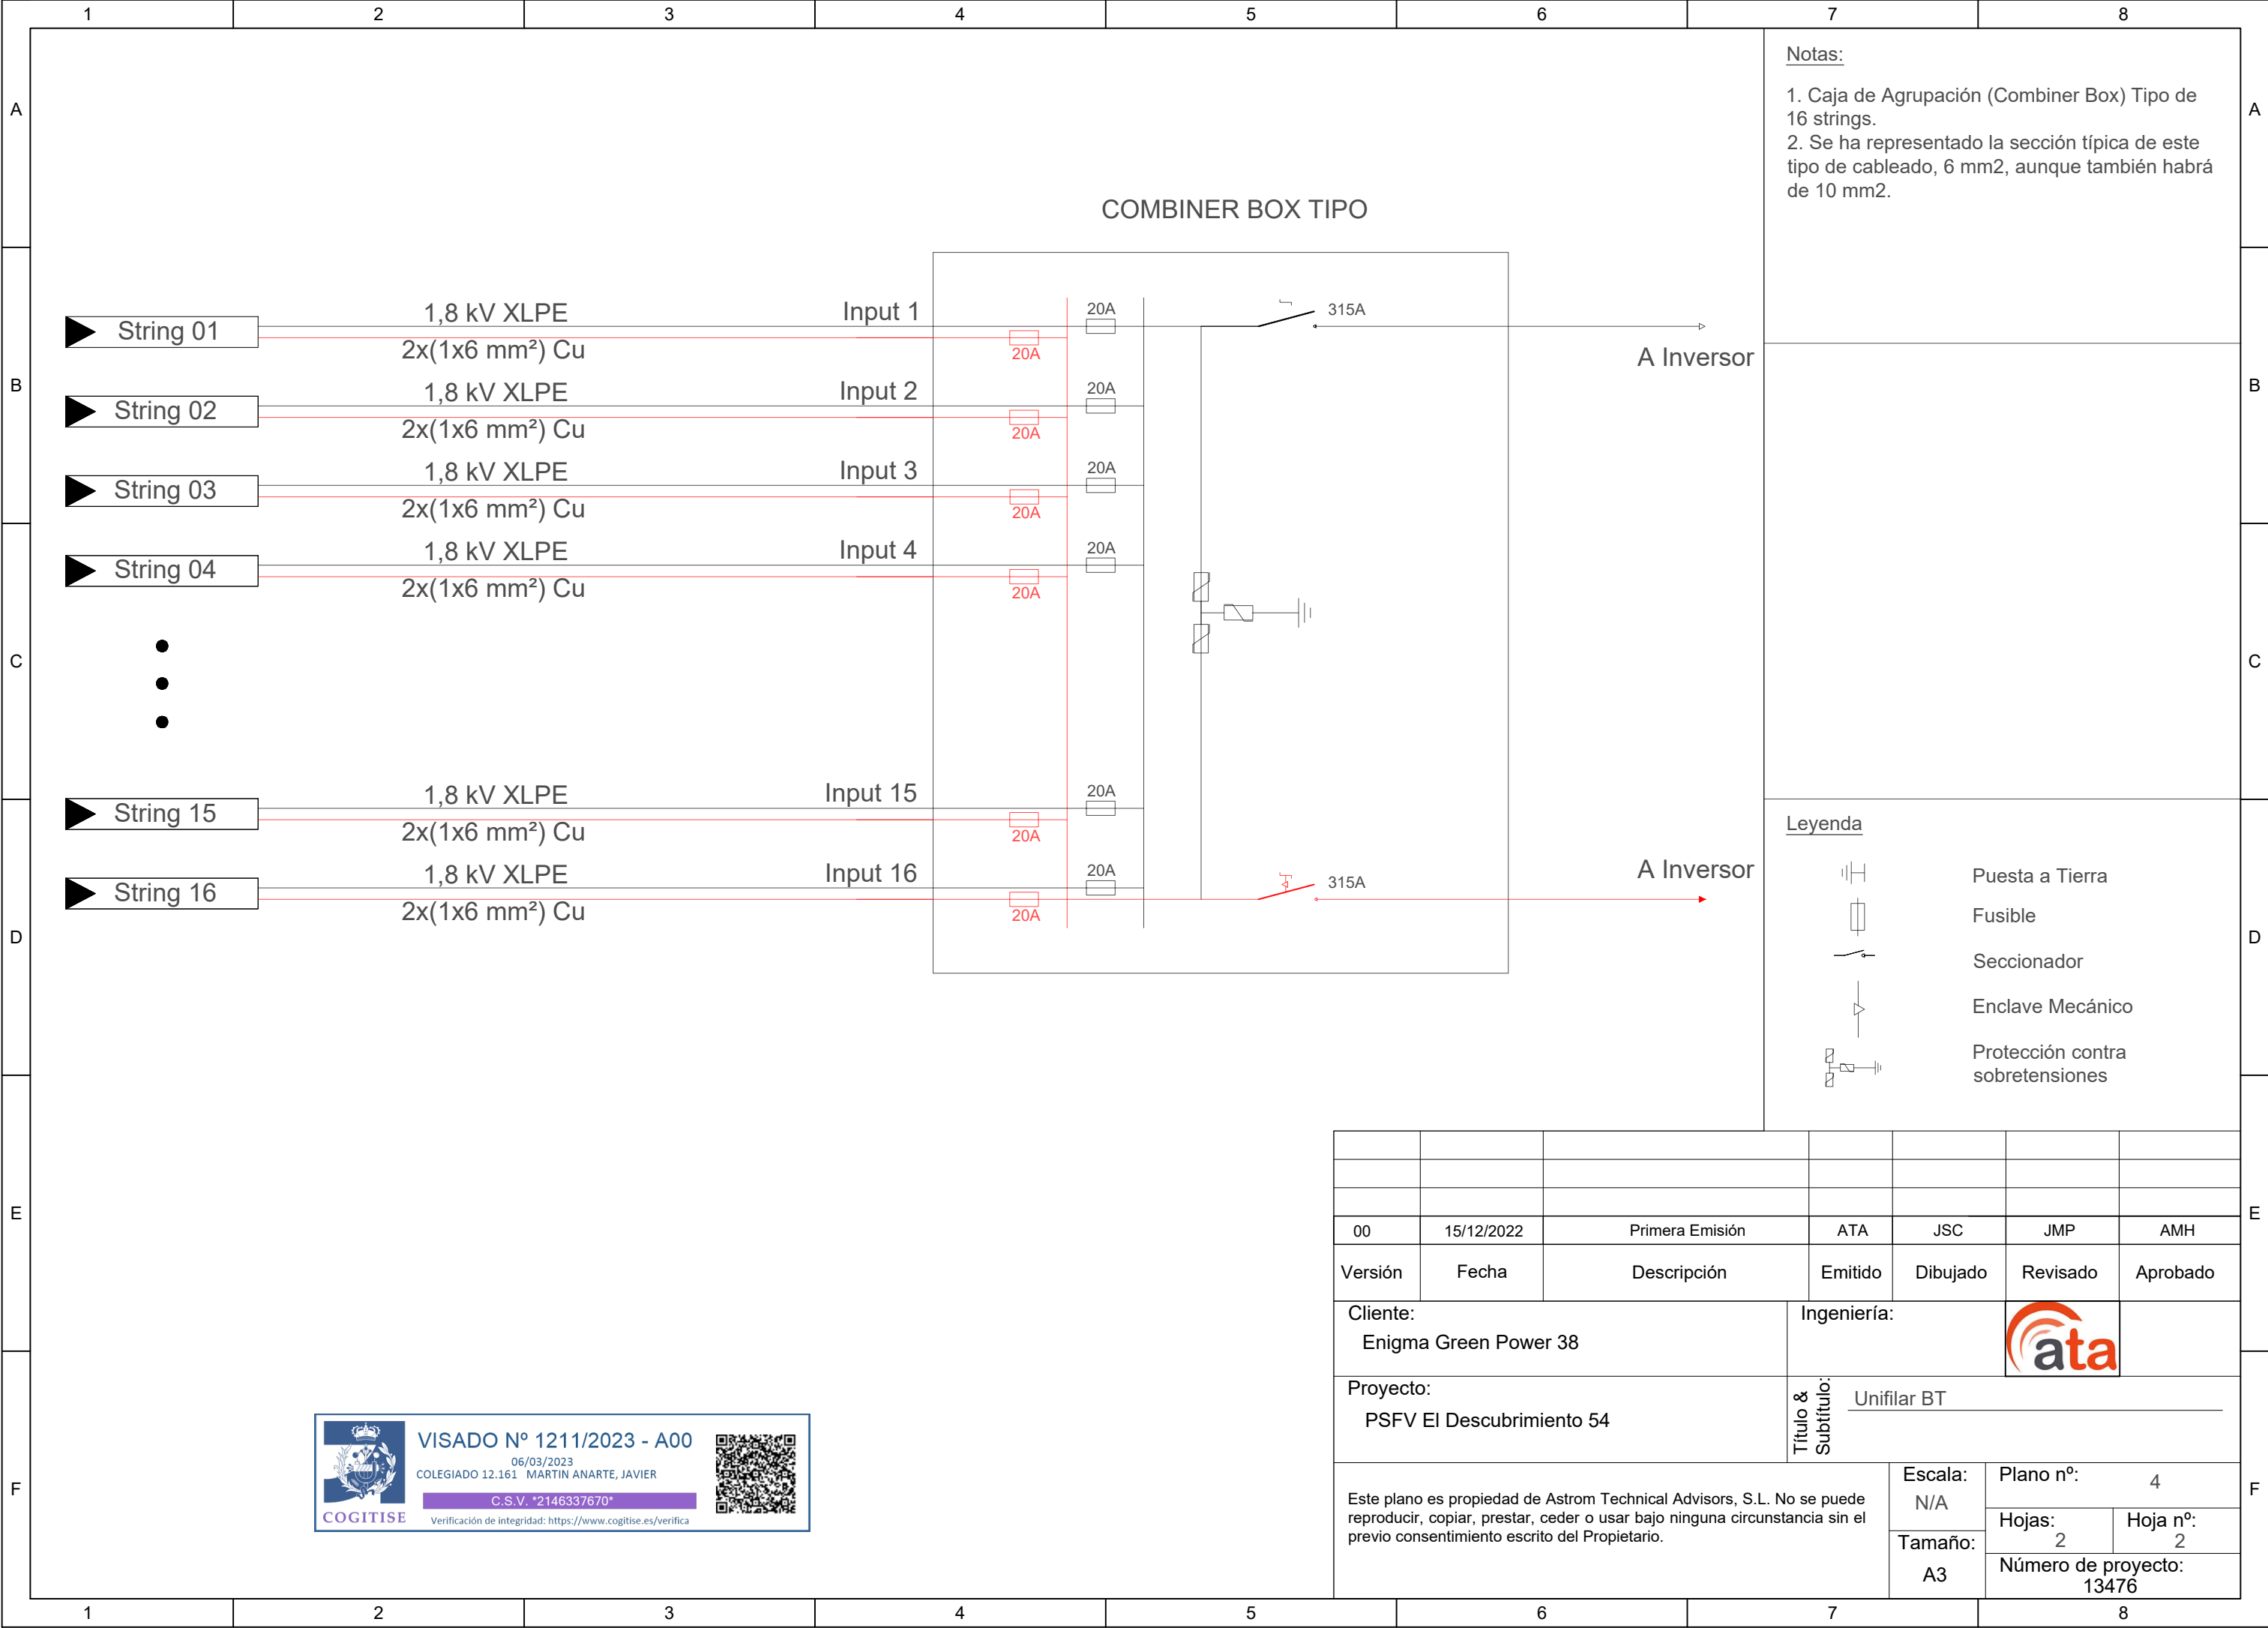 1 2 3 4 5 6 7 8
A A
B B
C C
D D
E E
F F
Notas:
1. Caja de Agrupación (Combiner Box) Tipo de
16 strings.
2. Se ha representado la sección típica de este
tipo de cableado, 6 mm2, aunque también habrá
de 10 mm2.
COMBINER BOX TIPO
String 01
1,8 kV XLPE
2x(1x6 mm²) Cu
Input 1
20A
20A
315A
A Inversor
String 02
1,8 kV XLPE
2x(1x6 mm²) Cu
Input 2
20A
20A
String 03
1,8 kV XLPE
2x(1x6 mm²) Cu
Input 3
20A
20A
String 04
1,8 kV XLPE
2x(1x6 mm²) Cu
Input 4
20A
20A
String 15
1,8 kV XLPE
2x(1x6 mm²) Cu
Input 15
20A
20A
String 16
1,8 kV XLPE
2x(1x6 mm²) Cu
Input 16
20A
20A
315A
A Inversor
Leyenda
Puesta a Tierra
Fusible
Seccionador
Enclave Mecánico
Protección contra
sobretensiones
00 15/12/2022 Primera Emisión ATA JSC JMP AMH
Versión Fecha Descripción Emitido Dibujado Revisado Aprobado
Cliente:
Enigma Green Power 38
Ingeniería:
ata
Proyecto:
PSFV El Descubrimiento 54
Título &
Subtítulo:
Unifilar BT
Este plano es propiedad de Astrom Technical Advisors, S.L. No se puede
reproducir, copiar, prestar, ceder o usar bajo ninguna circunstancia sin el
previo consentimiento escrito del Propietario.
Escala:
N/A
Tamaño:
A3
Plano nº:
4
Hojas:
2
Hoja nº:
2
Número de proyecto:
13476
VISADO Nº 1211/2023 - A00
06/03/2023
COLEGIADO 12.161 MARTIN ANARTE, JAVIER
C.S.V. *2146337670*
Verificación de integridad: https://www.cogitise.es/verifica
COGITISE
1 2 3 4 5 6 7 8